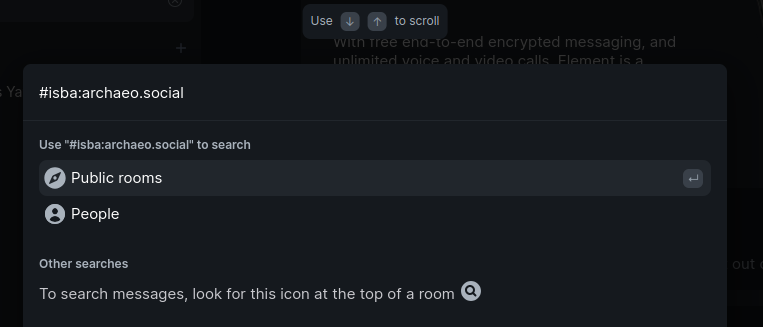 Use ↓ ↑ to scroll
With free end-to-end encrypted messaging, and
unlimited voice and video calls, Element is a
s Ya
#isba:archaeo.social
Use "#isba:archaeo.social" to search
Public rooms
People
out
Other searches
To search messages, look for this icon at the top of a room